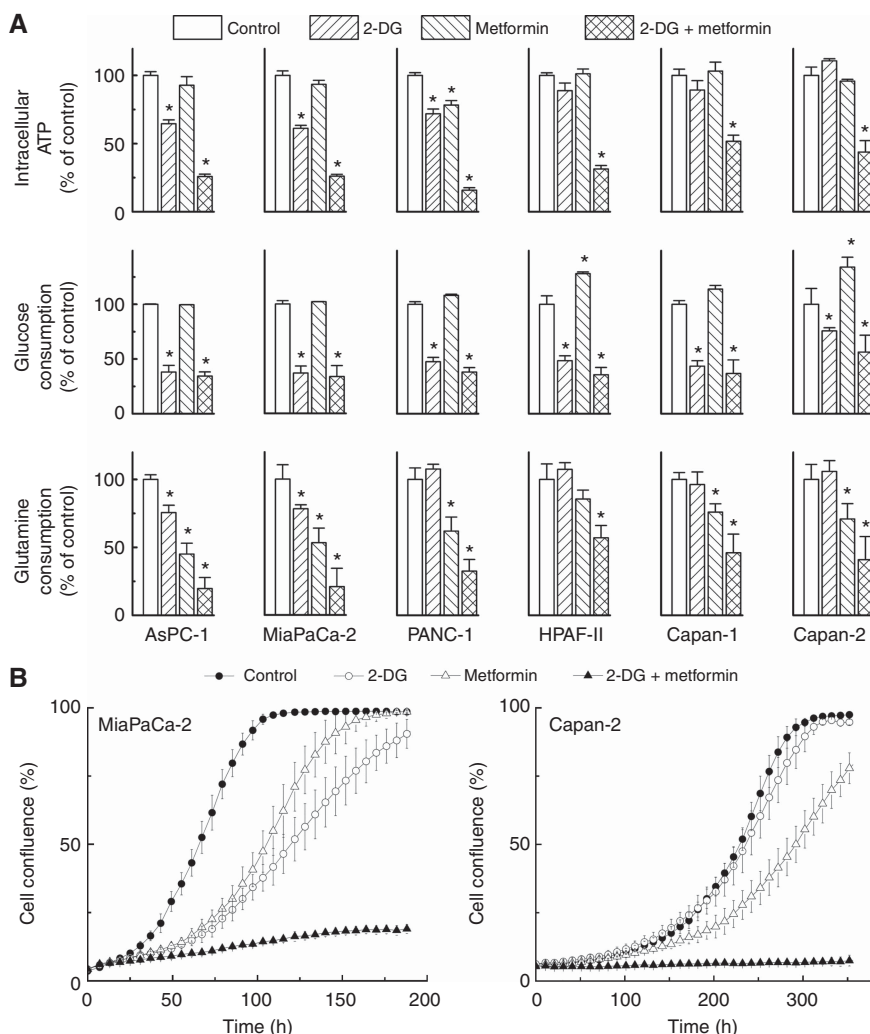 A
Control 2-DG Metformin 2-DG + metformin
Intracellular
ATP
(% of control)
100
50
0
* * * * * * * * * *
Glucose
consumption
(% of control)
100
50
0
* * * * * * * * * * * * * *
Glutamine
consumption
(% of control)
100
50
0
* * * * * * * * * * * * *
AsPC-1 MiaPaCa-2 PANC-1 HPAF-II Capan-1 Capan-2
B
Control 2-DG Metformin 2-DG + metformin
MiaPaCa-2
Cell confluence (%)
100
50
0
0 50 100 150 200
Time (h)
Capan-2
Cell confluence (%)
100
50
0
0 100 200 300
Time (h)